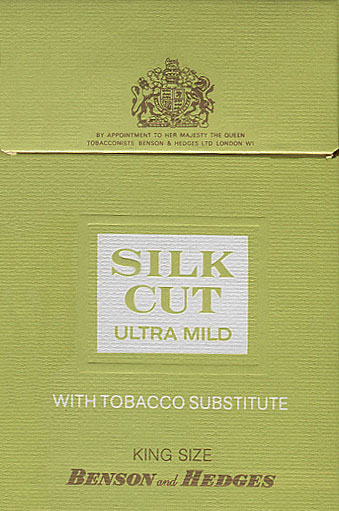 BY APPOINTMENT TO HER MAJESTY THE QUEEN
TOBACCONISTS BENSON & HEDGES LTD LONDON W1
SILK
CUT
ULTRA MILD
WITH TOBACCO SUBSTITUTE
KING SIZE
BENSON and HEDGES